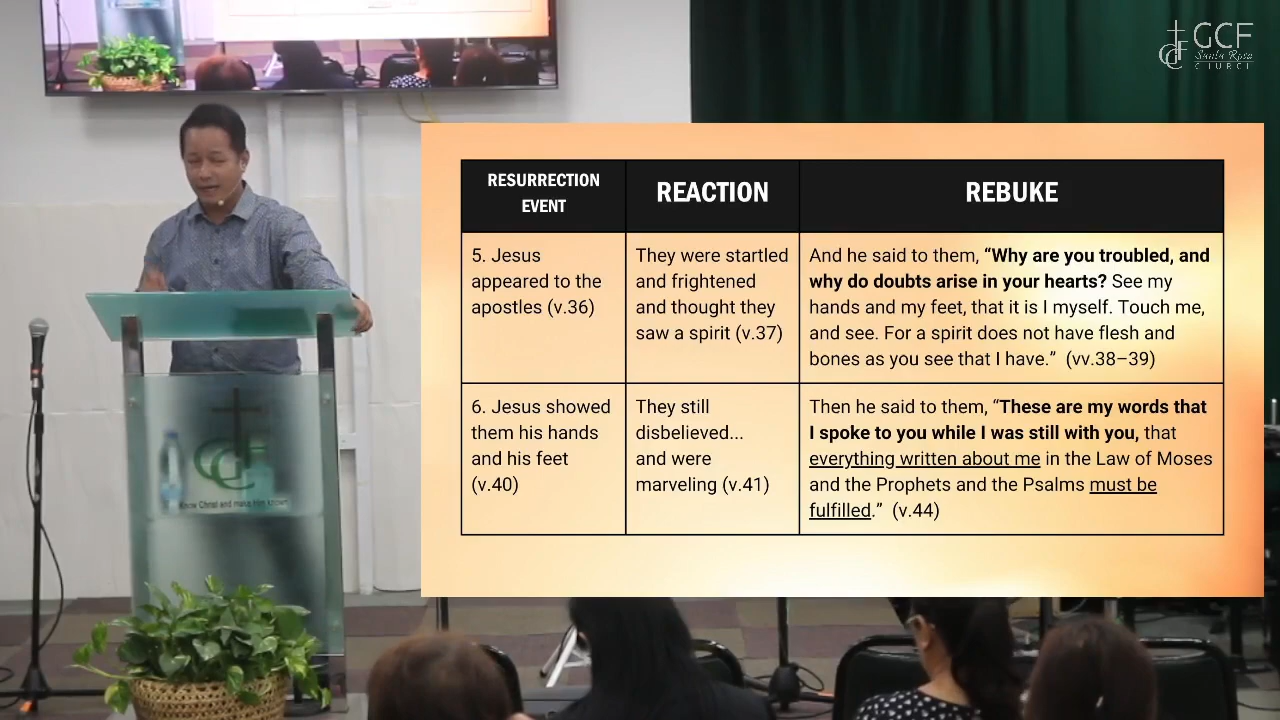 GCF
Santa Rosa
CHURCH
RESURRECTION
EVENT
REACTION
REBUKE
5. Jesus
appeared to the
apostles (v.36)
They were startled
and frightened
and thought they
saw a spirit (v.37)
And he said to them, “Why are you troubled, and
why do doubts arise in your hearts? See my
hands and my feet, that it is I myself. Touch me,
and see. For a spirit does not have flesh and
bones as you see that I have.” (vv.38–39)
6. Jesus showed
them his hands
and his feet
(v.40)
They still
disbelieved...
and were
marveling (v.41)
Then he said to them, “These are my words that
I spoke to you while I was still with you, that
everything written about me in the Law of Moses
and the Prophets and the Psalms must be
fulfilled.” (v.44)
GCF
Know Christ and make Him known